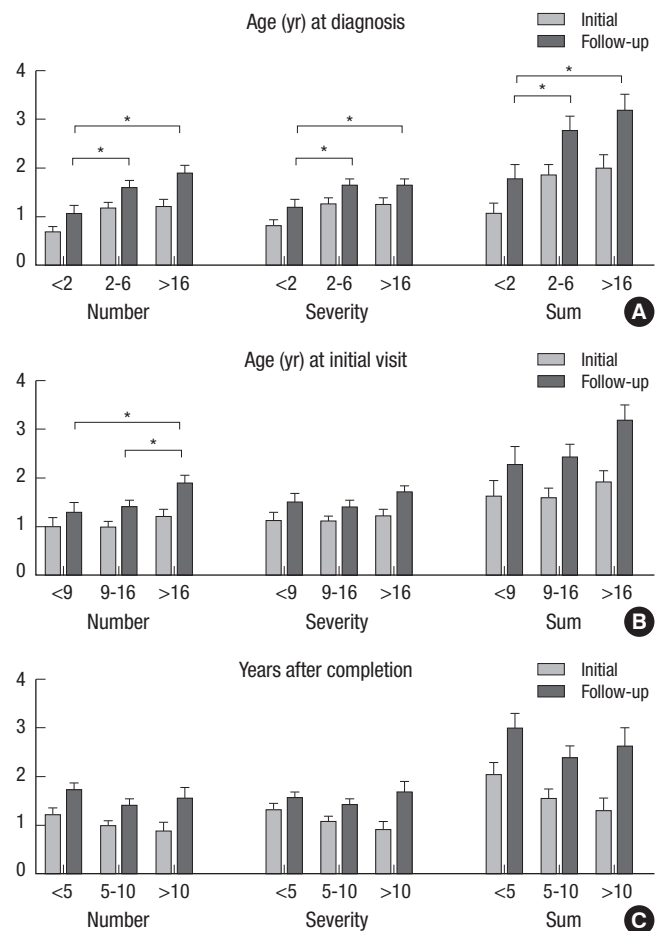 Age (yr) at diagnosis
Initial
Follow-up
4
3
2
1
0
* * * * * *
<2 2-6 >16 <2 2-6 >16 <2 2-6 >16
Number Severity Sum A
Age (yr) at initial visit
Initial
Follow-up
4
3
2
1
0
* *
<9 9-16 >16 <9 9-16 >16 <9 9-16 >16
Number Severity Sum B
Years after completion
Initial
Follow-up
4
3
2
1
0
<5 5-10 >10 <5 5-10 >10 <5 5-10 >10
Number Severity Sum C